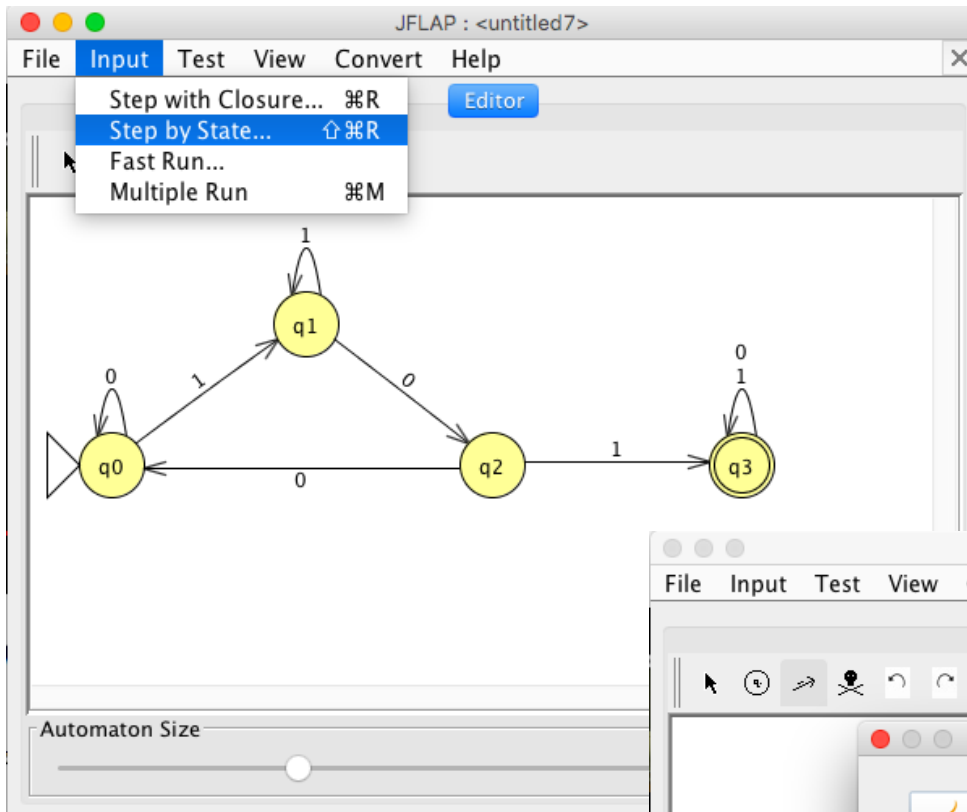 JFLAP : <untitled7>
File Input Test View Convert Help
Step with Closure... ⌘R
Editor
Step by State... ⇧⌘R
Fast Run...
Multiple Run ⌘M
1
q1
0
1
0
0
1
q0
q2
1
q3
0
File Input Test View
Automaton Size